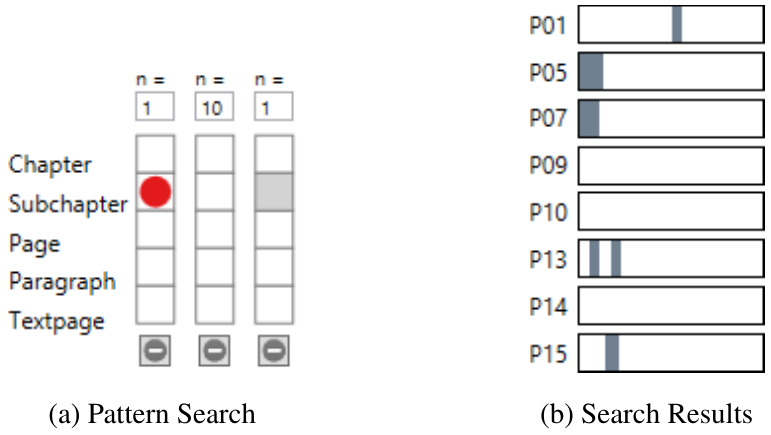 n = n = n =
1 10 1
Chapter
Subchapter
Page
Paragraph
Textpage
(a) Pattern Search
P01
P05
P07
P09
P10
P13
P14
P15
(b) Search Results